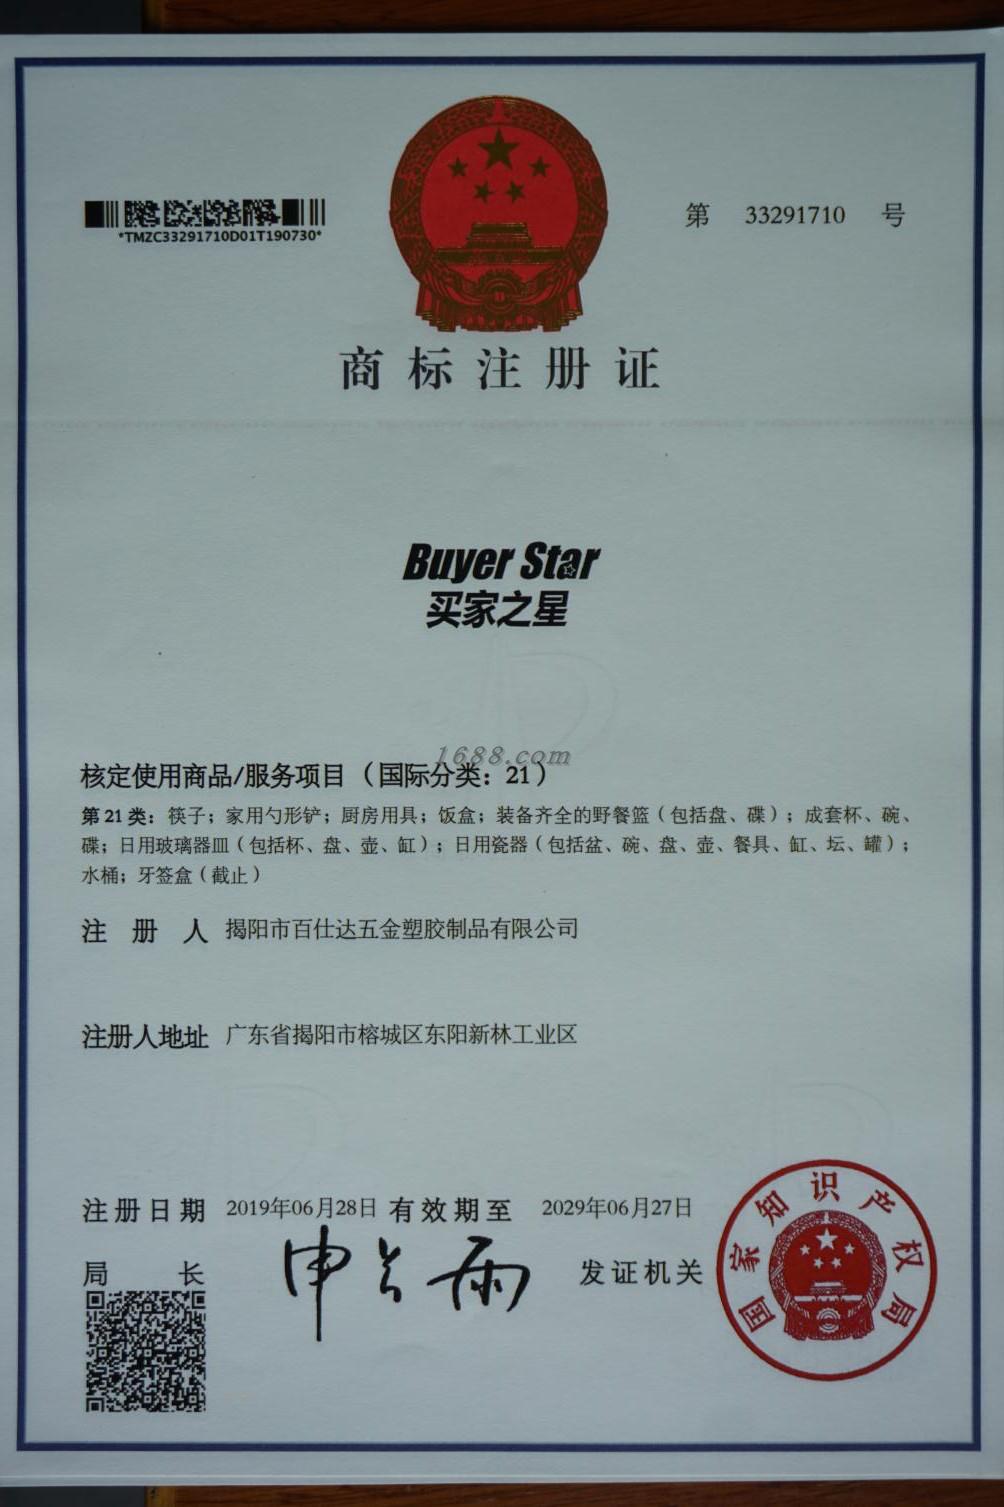 *TMZC33291710D01T190730*
第 33291710 号
商标注册证
Buyer Star
买家之星
1688.com
核定使用商品/服务项目（国际分类：21）
第21类：筷子；家用勺形铲；厨房用具；饭盒；装备齐全的野餐篮（包括盘、碟）；成套杯、碗、
碟；日用玻璃器皿（包括杯、盘、壶、缸）；日用瓷器（包括盆、碗、盘、壶、餐具、缸、坛、罐）；
水桶；牙签盒（截止）
注册人 揭阳市百仕达五金塑胶制品有限公司
注册人地址 广东省揭阳市榕城区东阳新林工业区
注册日期 2019年06月28日 有效期至 2029年06月27日
局长 申长雨 发证机关
国家知识产权局